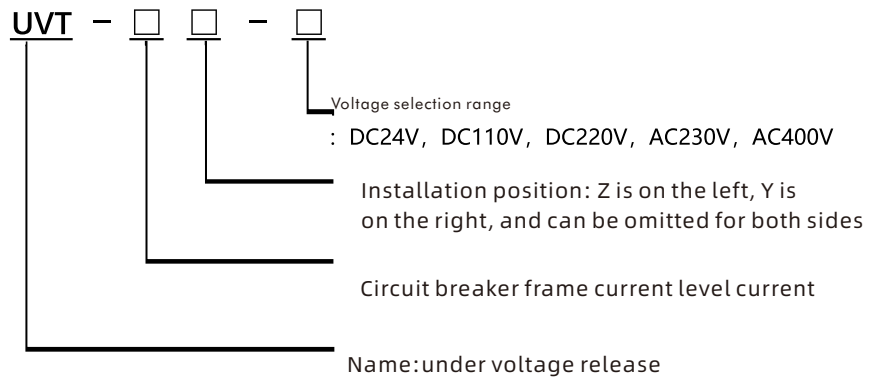 UVT - □ □ - □
Voltage selection range
: DC24V, DC110V, DC220V, AC230V, AC400V
Installation position: Z is on the left, Y is
on the right, and can be omitted for both sides
Circuit breaker frame current level current
Name:under voltage release